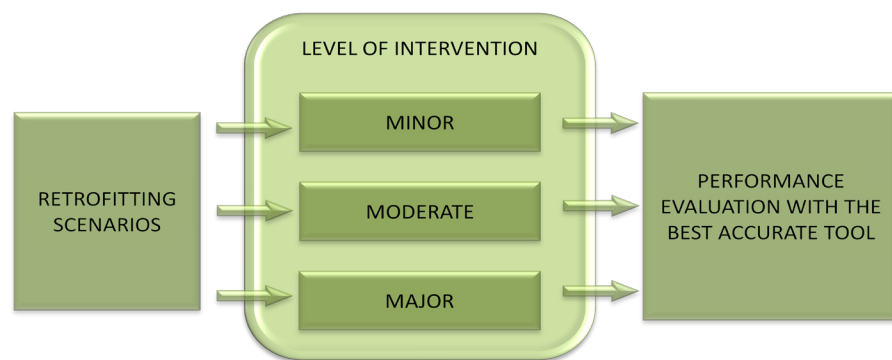 RETROFITTING
SCENARIOS
LEVEL OF INTERVENTION
MINOR
MODERATE
MAJOR
PERFORMANCE
EVALUATION WITH THE
BEST ACCURATE TOOL